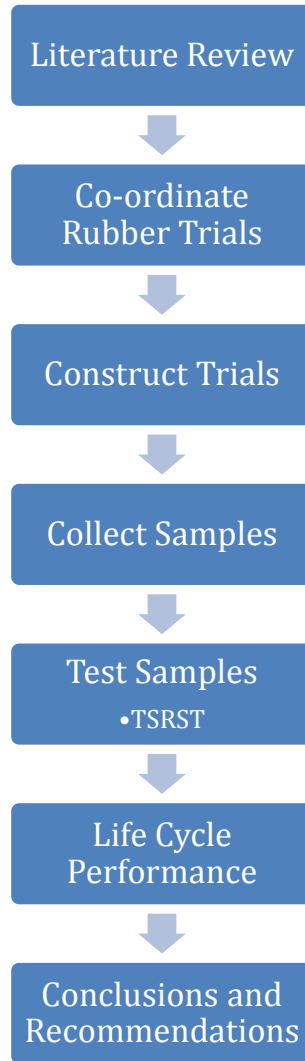 Literature Review
Co-ordinate
Rubber Trials
Construct Trials
Collect Samples
Test Samples
•TSRST
Life Cycle
Performance
Conclusions and
Recommendations